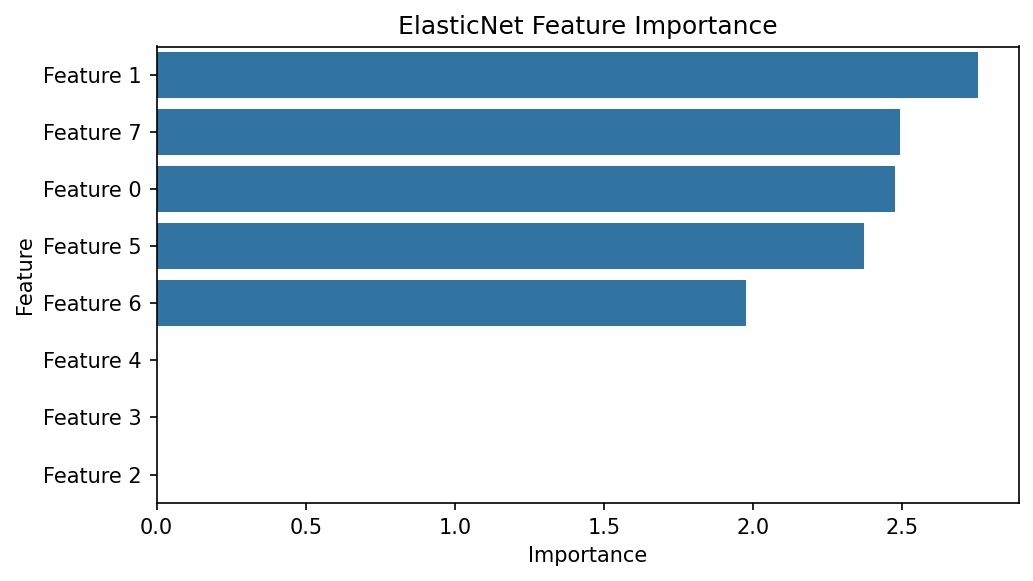 ElasticNet Feature Importance
Feature
Feature 1
Feature 7
Feature 0
Feature 5
Feature 6
Feature 4
Feature 3
Feature 2
0.0 0.5 1.0 1.5 2.0 2.5
Importance